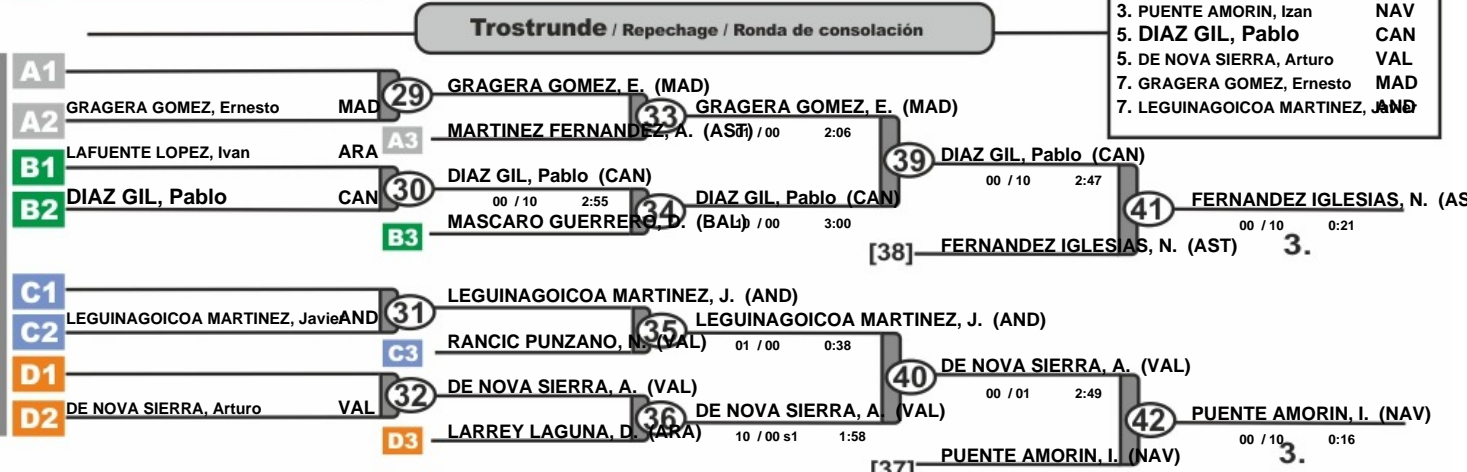 3. PUENTE AMORIN, Izan NAV
Trostrunde / Repechage / Ronda de consolación
5. DIAZ GIL, Pablo CAN
5. DE NOVA SIERRA, Arturo VAL
7. GRAGERA GOMEZ, Ernesto MAD
7. LEGUINAGOICOA MARTINEZ, Javier AND
A1
29 GRAGERA GOMEZ, E. (MAD)
A2 GRAGERA GOMEZ, Ernesto MAD
33 GRAGERA GOMEZ, E. (MAD)
A3 MARTINEZ FERNANDEZ, A. (AST)
01 / 00 2:06
B1 LAFUENTE LOPEZ, Ivan ARA
39 DIAZ GIL, Pablo (CAN)
00 / 10 2:47
30 DIAZ GIL, Pablo (CAN)
00 / 10 2:55
B2 DIAZ GIL, Pablo CAN
34 DIAZ GIL, Pablo (CAN)
10 / 00 3:00
B3 MASCARO GUERRERO, D. (BAL)
41 FERNANDEZ IGLESIAS, N. (AS
00 / 10 0:21
3.
[38] FERNANDEZ IGLESIAS, N. (AST)
C1
31 LEGUINAGOICOA MARTINEZ, J. (AND)
C2 LEGUINAGOICOA MARTINEZ, Javier AND
35 LEGUINAGOICOA MARTINEZ, J. (AND)
01 / 00 0:38
C3 RANCIC PUNZANO, N. (VAL)
D1
40 DE NOVA SIERRA, A. (VAL)
00 / 01 2:49
32 DE NOVA SIERRA, A. (VAL)
D2 DE NOVA SIERRA, Arturo VAL
36 DE NOVA SIERRA, A. (VAL)
10 / 00 s1 1:58
D3 LARREY LAGUNA, D. (ARA)
42 PUENTE AMORIN, I. (NAV)
00 / 10 0:16
3.
[37] PUENTE AMORIN, I. (NAV)